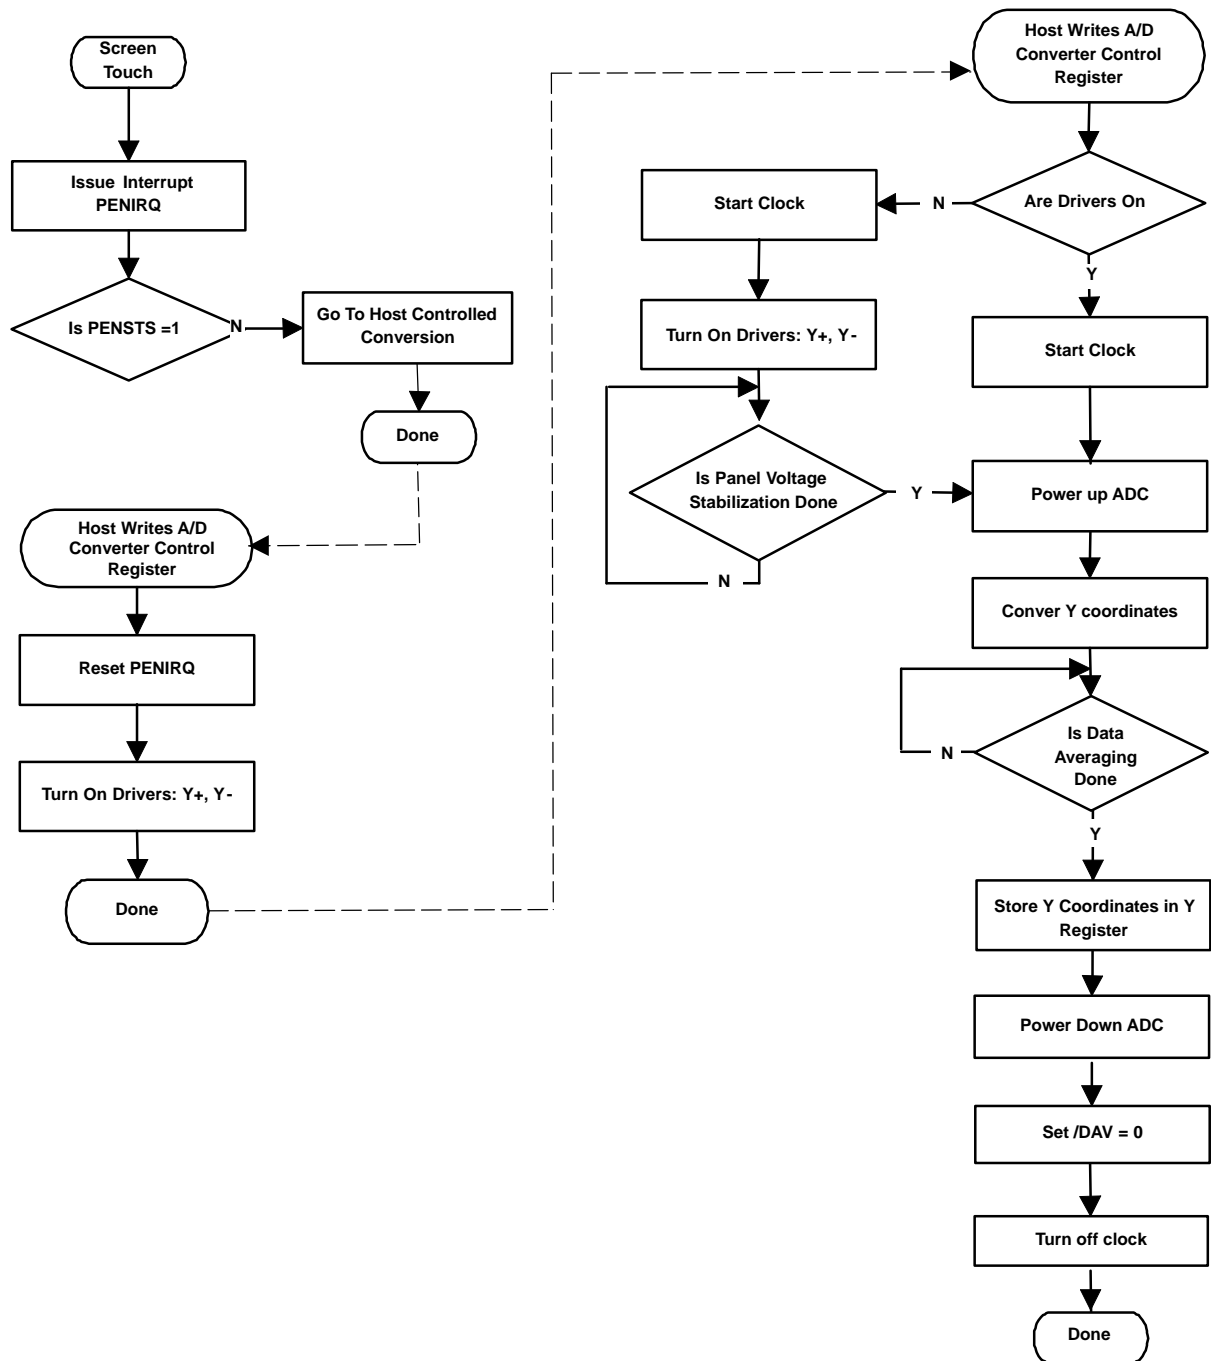 Screen
Touch
Issue Interrupt
PENIRQ
Is PENSTS =1
N
Go To Host Controlled
Conversion
Done
Host Writes A/D
Converter Control
Register
Reset PENIRQ
Turn On Drivers: Y+, Y-
Done
Host Writes A/D
Converter Control
Register
Are Drivers On
N
Y
Start Clock
Turn On Drivers: Y+, Y-
Is Panel Voltage
Stabilization Done
Y
N
Start Clock
Power up ADC
Conver Y coordinates
Is Data
Averaging
Done
N
Y
Store Y Coordinates in Y
Register
Power Down ADC
Set /DAV = 0
Turn off clock
Done